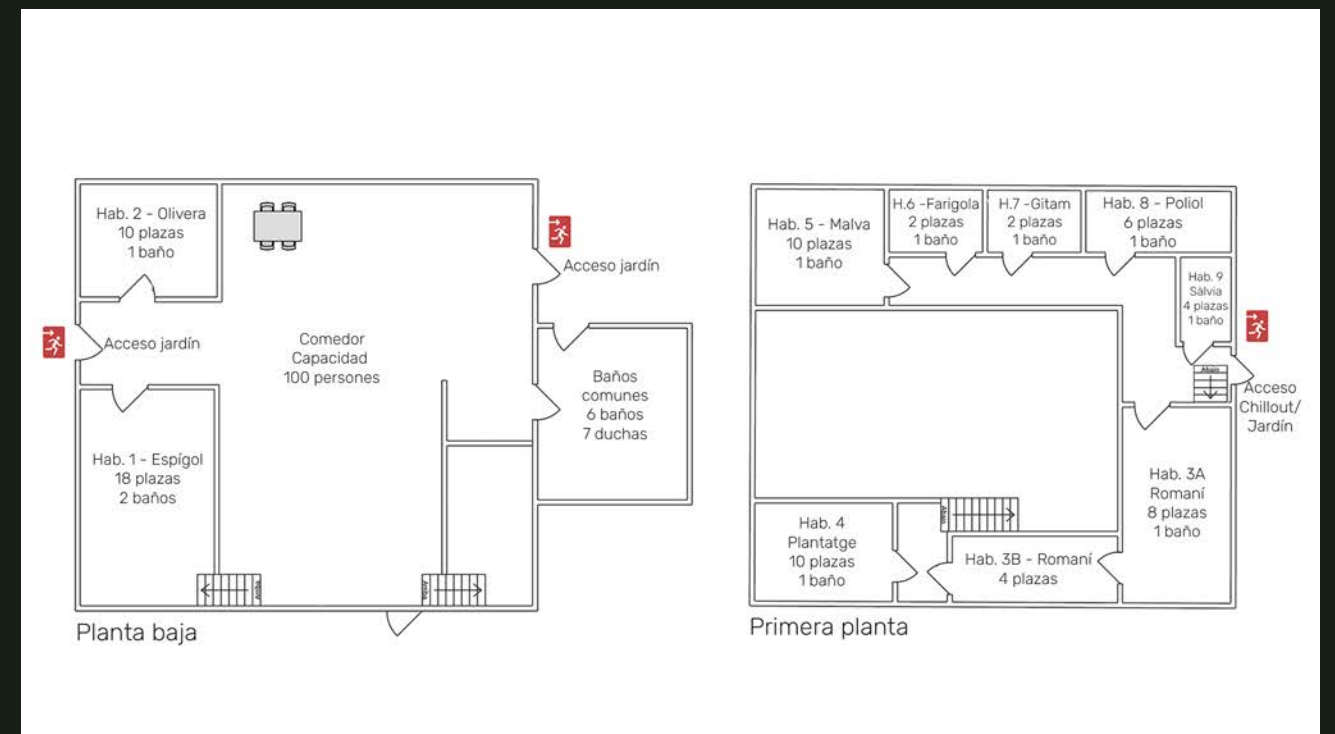 Hab. 2 - Olivera
10 plazas
1 baño
Acceso jardín
Acceso jardín
Comedor
Capacidad
100 persones
Baños
comunes
6 baños
7 duchas
Hab. 1 - Espígol
18 plazas
2 baños
Arriba
Planta baja
Hab. 5 - Malva
10 plazas
1 baño
H.6 -Farigola
2 plazas
1 baño
H.7 -Gitam
2 plazas
1 baño
Hab. 8 - Poliol
6 plazas
1 baño
Hab. 9
Sàlvia
4 plazas
1 baño
Abajo
Acceso
Chillout/
Jardín
Hab. 3A
Romaní
8 plazas
1 baño
Abajo
Hab. 4
Plantatge
10 plazas
1 baño
Hab. 3B - Romaní
4 plazas
Primera planta